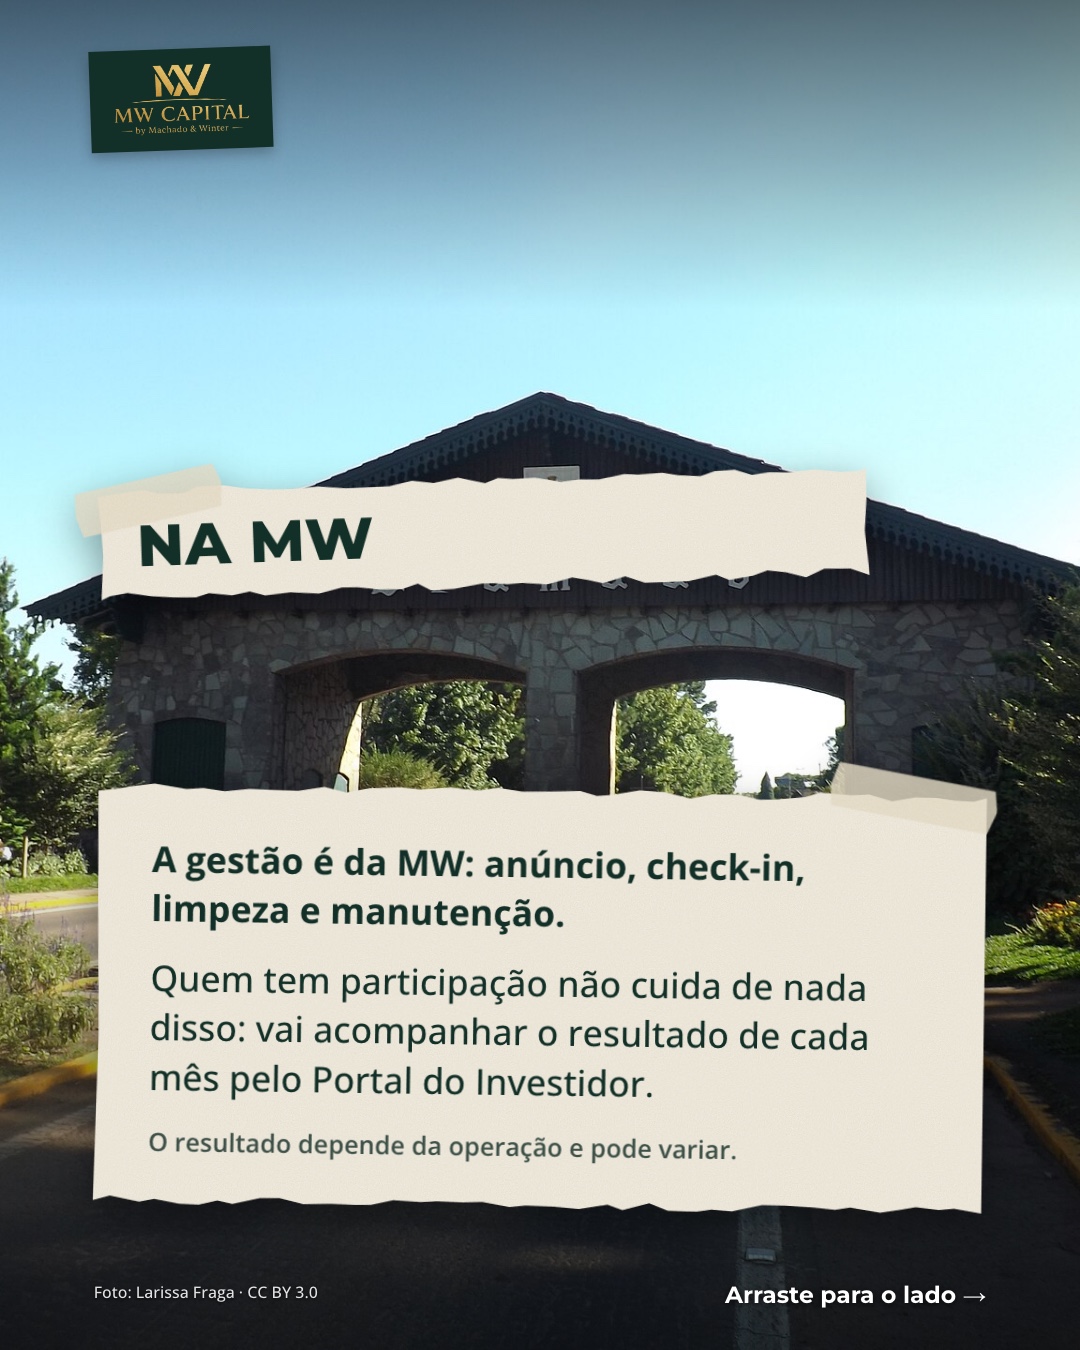 MW CAPITAL
by Machado & Winter
NA MW
A gestão é da MW: anúncio, check-in,
limpeza e manutenção.
Quem tem participação não cuida de nada
disso: vai acompanhar o resultado de cada
mês pelo Portal do Investidor.
O resultado depende da operação e pode variar.
Foto: Larissa Fraga · CC BY 3.0
Arraste para o lado →